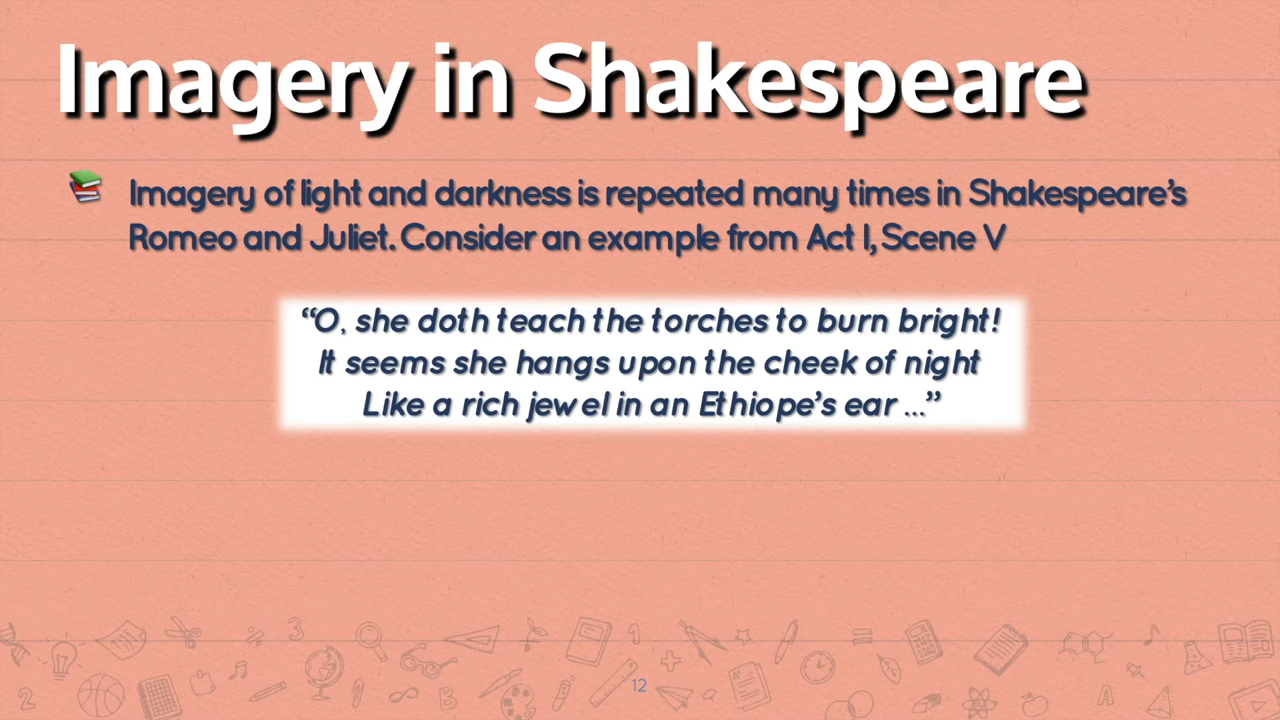 Imagery in Shakespeare
Imagery of light and darkness is repeated many times in Shakespeare’s
Romeo and Juliet. Consider an example from Act I, Scene V
“O, she doth teach the torches to burn bright!
It seems she hangs upon the cheek of night
Like a rich jewel in an Ethiope’s ear ...”
12